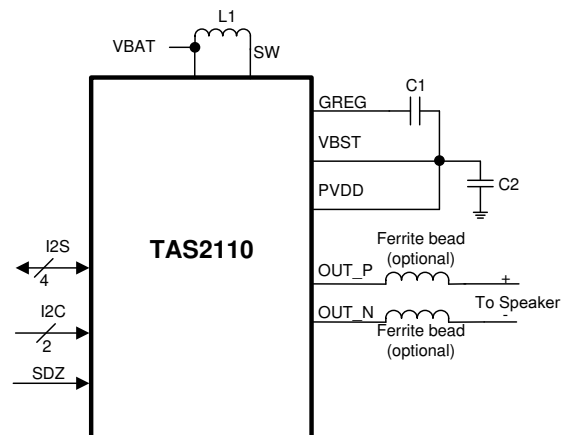 L1
VBAT
SW
GREG
C1
VBST
C2
PVDD
TAS2110
I2S
4
I2C
2
SDZ
Ferrite bead
(optional)
OUT_P
+
To Speaker
OUT_N
-
Ferrite bead
(optional)